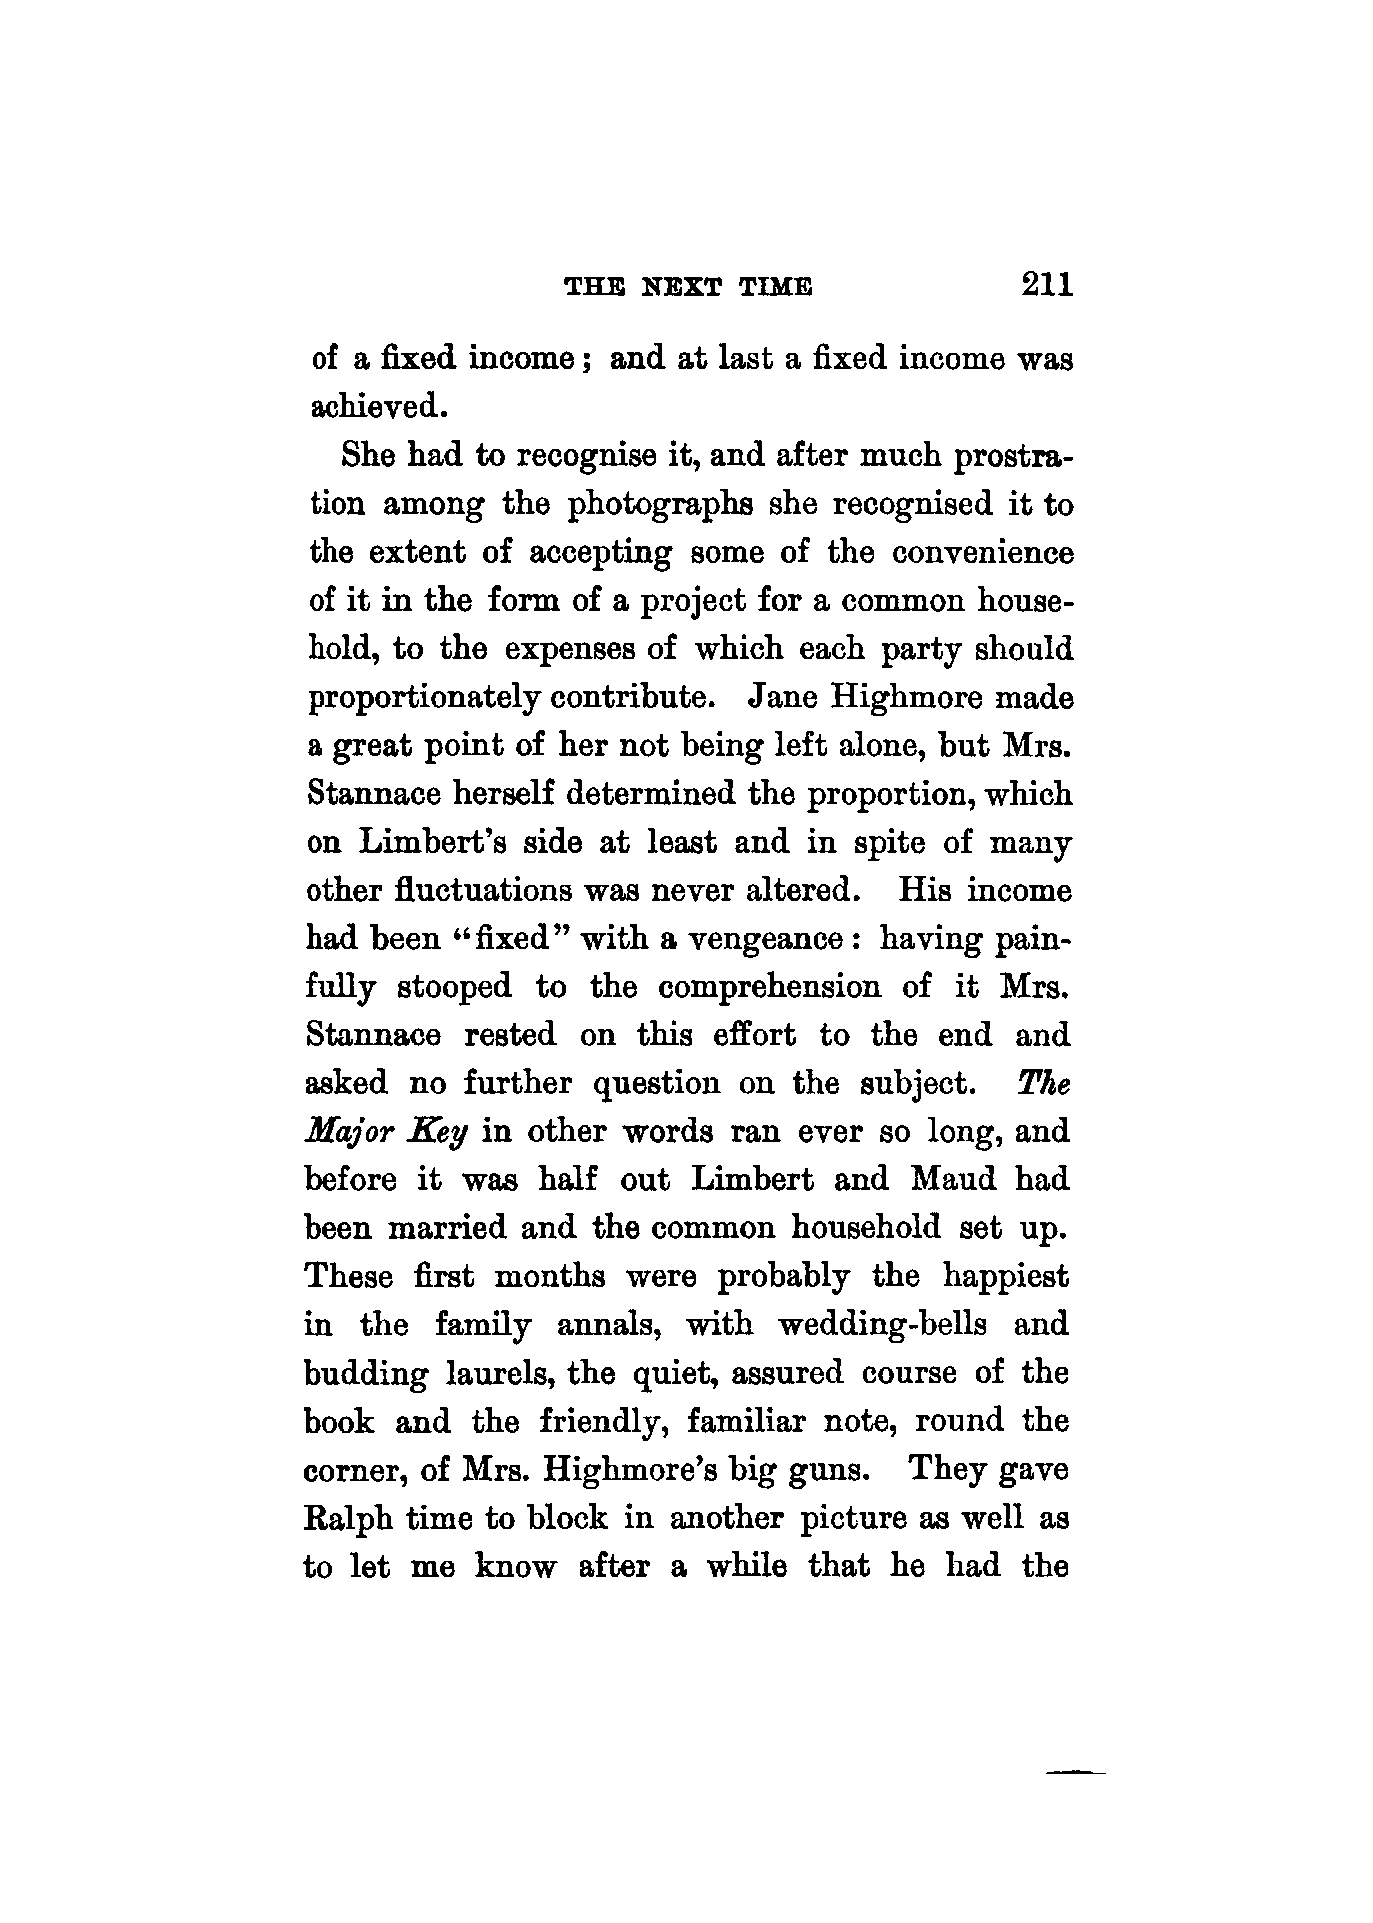 THE NEXT TIME 211
of a fixed income; and at last a fixed income was
achieved.
She had to recognise it, and after much prostra-
tion among the photographs she recognised it to
the extent of accepting some of the convenience
of it in the form of a project for a common house-
hold, to the expenses of which each party should
proportionately contribute. Jane Highmore made
a great point of her not being left alone, but Mrs.
Stannace herself determined the proportion, which
on Limbert's side at least and in spite of many
other fluctuations was never altered. His income
had been “fixed” with a vengeance: having pain-
fully stooped to the comprehension of it Mrs.
Stannace rested on this effort to the end and
asked no further question on the subject. The
Major Key in other words ran ever so long, and
before it was half out Limbert and Maud had
been married and the common household set up.
These first months were probably the happiest
in the family annals, with wedding-bells and
budding laurels, the quiet, assured course of the
book and the friendly, familiar note, round the
corner, of Mrs. Highmore's big guns. They gave
Ralph time to block in another picture as well as
to let me know after a while that he had the